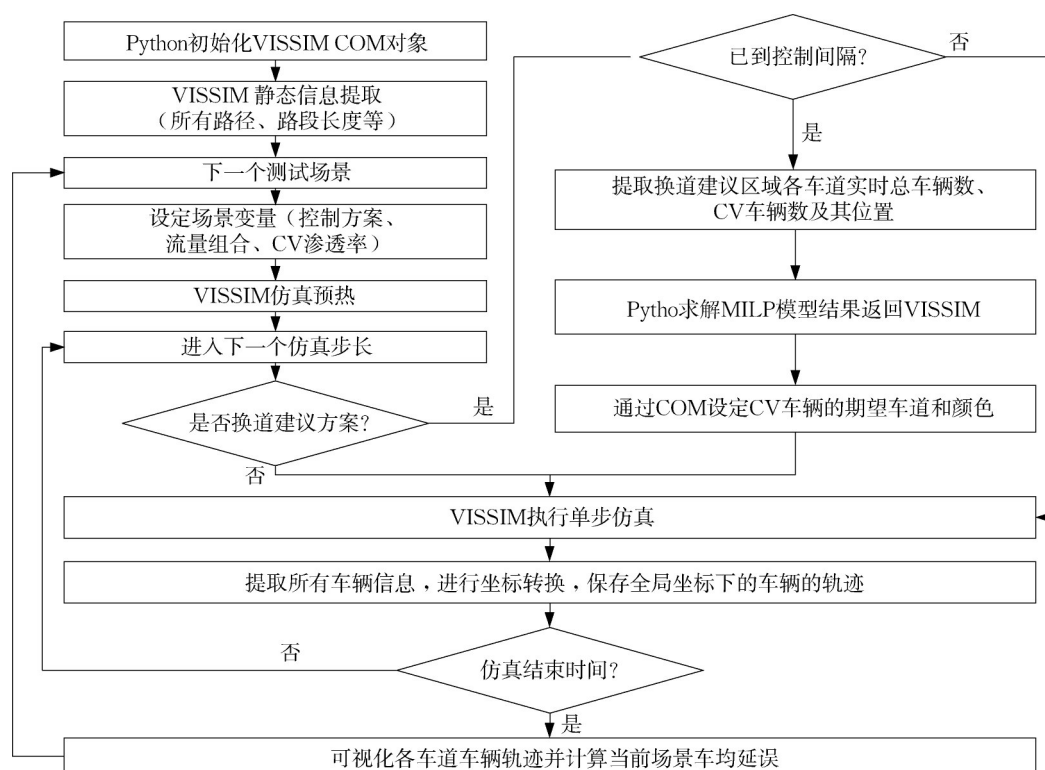 Python初始化VISSIM COM对象
VISSIM 静态信息提取
（所有路径、路段长度等）
下一个测试场景
设定场景变量（控制方案、
流量组合、CV渗透率）
VISSIM仿真预热
进入下一个仿真步长
是否换道建议方案？
是
否
已到控制间隔？
否
是
提取换道建议区域各车道实时总车辆数、
CV车辆数及其位置
Pytho求解MILP模型结果返回VISSIM
通过COM设定CV车辆的期望车道和颜色
VISSIM执行单步仿真
提取所有车辆信息，进行坐标转换，保存全局坐标下的车辆的轨迹
仿真结束时间？
否
是
可视化各车道车辆轨迹并计算当前场景车均延误